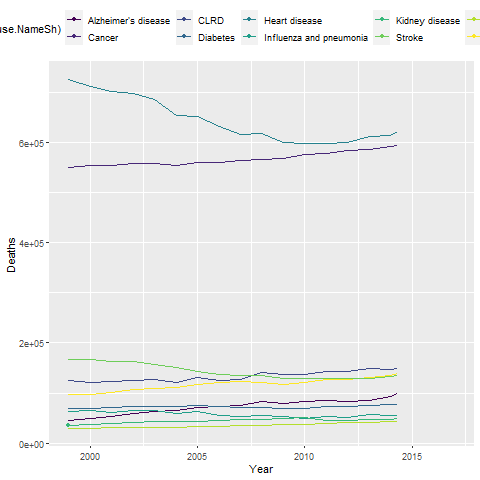 use.NameSh)
Alzheimer's disease CLRD Heart disease Kidney disease
Cancer Diabetes Influenza and pneumonia Stroke
6e+05
4e+05
2e+05
0e+00
Deaths
2000 2005 2010 2015
Year